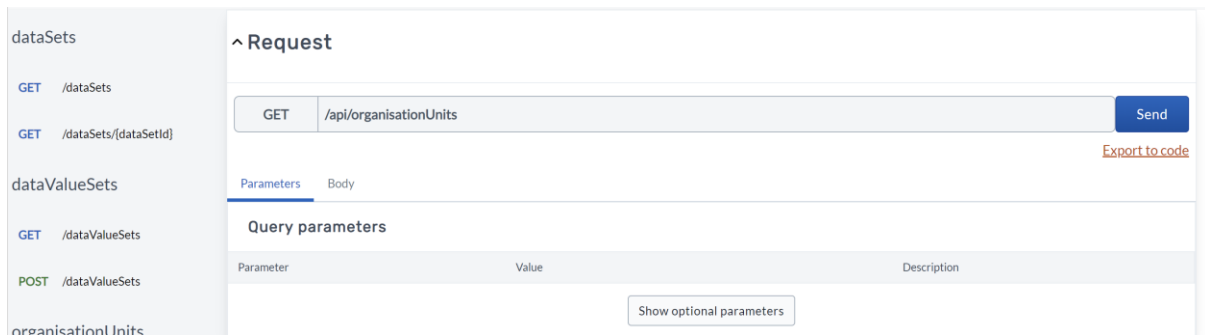 dataSets
GET /dataSets
GET /dataSets/{dataSetId}
dataValueSets
GET /dataValueSets
POST /dataValueSets
organisationUnits
Request
GET /api/organisationUnits Send
Export to code
Parameters Body
Query parameters
Parameter Value Description
Show optional parameters